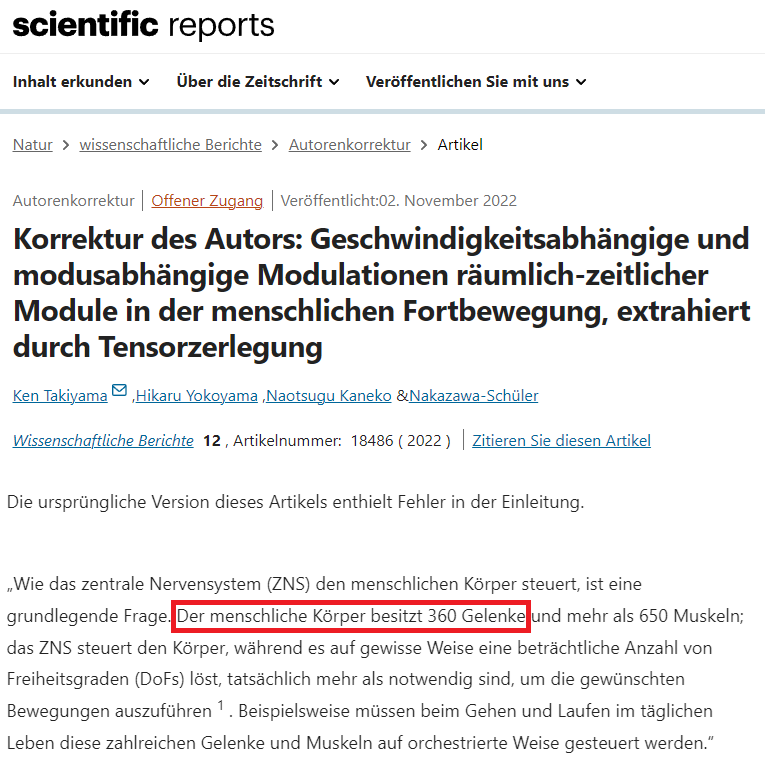 scientific reports
Inhalt erkunden Über die Zeitschrift Veröffentlichen Sie mit uns
Natur > wissenschaftliche Berichte > Autorenkorrektur > Artikel
Autorenkorrektur | Offener Zugang | Veröffentlicht:02. November 2022
Korrektur des Autors: Geschwindigkeitsabhängige und
modusabhängige Modulationen räumlich-zeitlicher
Module in der menschlichen Fortbewegung, extrahiert
durch Tensorzerlegung
Ken Takiyama ,Hikaru Yokoyama ,Naotsugu Kaneko &Nakazawa-Schüler
Wissenschaftliche Berichte 12 , Artikelnummer: 18486 ( 2022 ) | Zitieren Sie diesen Artikel
Die ursprüngliche Version dieses Artikels enthielt Fehler in der Einleitung.
„Wie das zentrale Nervensystem (ZNS) den menschlichen Körper steuert, ist eine
grundlegende Frage. Der menschliche Körper besitzt 360 Gelenke und mehr als 650 Muskeln;
das ZNS steuert den Körper, während es auf gewisse Weise eine beträchtliche Anzahl von
Freiheitsgraden (DoFs) löst, tatsächlich mehr als notwendig sind, um die gewünschten
Bewegungen auszuführen 1 . Beispielsweise müssen beim Gehen und Laufen im täglichen
Leben diese zahlreichen Gelenke und Muskeln auf orchestrierte Weise gesteuert werden.“